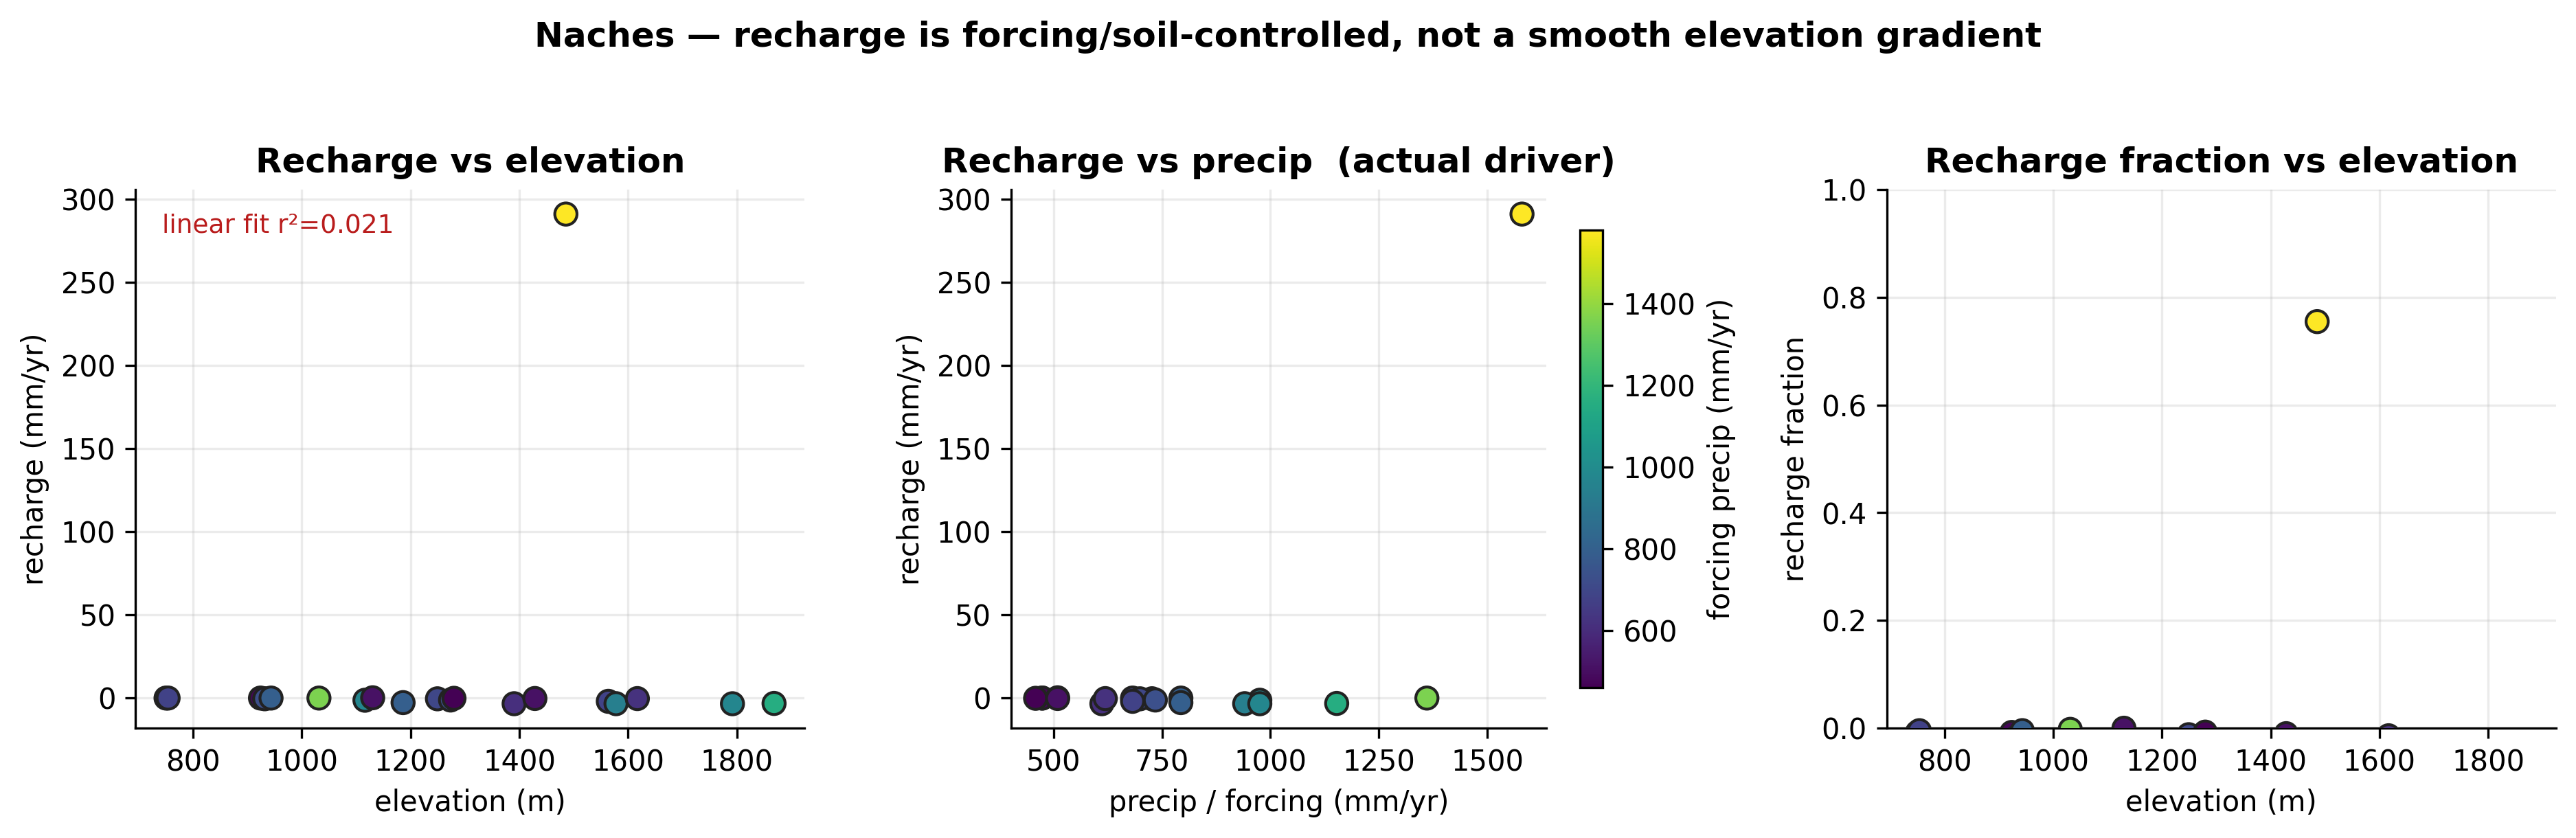 Naches — recharge is forcing/soil-controlled, not a smooth elevation gradient
Recharge vs elevation
linear fit r²=0.021
recharge (mm/yr)
300
250
200
150
100
50
0
800 1000 1200 1400 1600 1800
elevation (m)
Recharge vs precip  (actual driver)
recharge (mm/yr)
300
250
200
150
100
50
0
500 750 1000 1250 1500
precip / forcing (mm/yr)
1400
1200
1000
800
600
forcing precip (mm/yr)
Recharge fraction vs elevation
recharge fraction
1.0
0.8
0.6
0.4
0.2
0.0
800 1000 1200 1400 1600 1800
elevation (m)